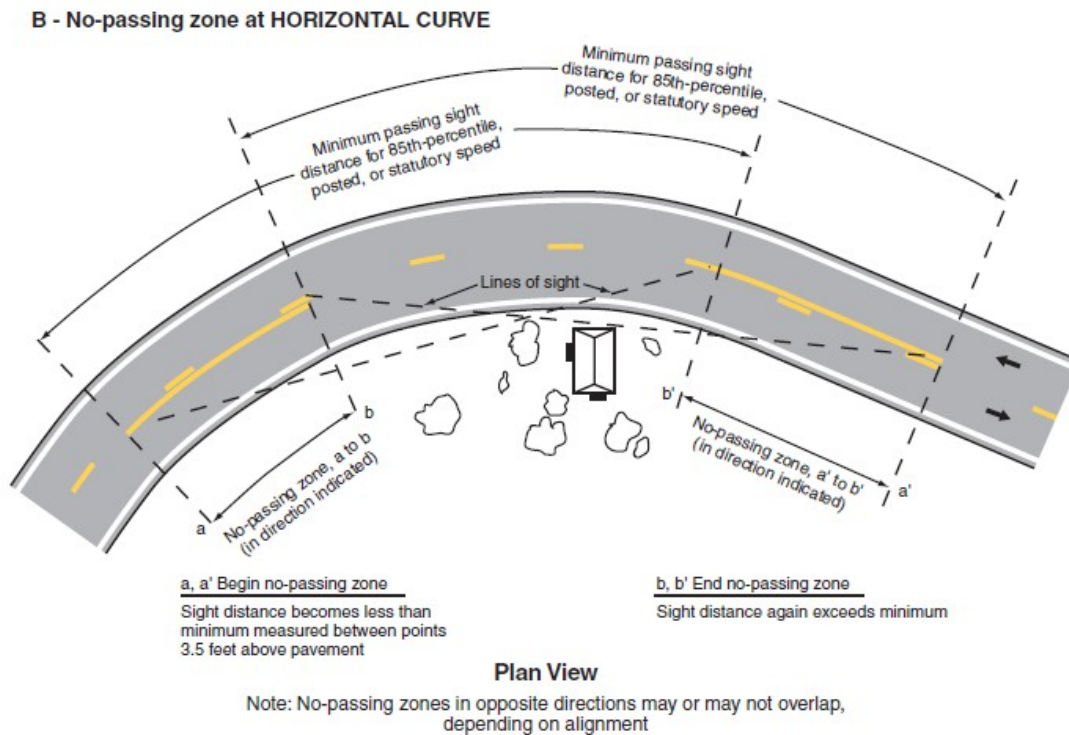 B - No-passing zone at HORIZONTAL CURVE
Minimum passing sight
distance for 85th-percentile,
posted, or statutory speed
Minimum passing sight
distance for 85th-percentile,
posted, or statutory speed
Lines of sight
b
b'
a
a'
No-passing zone, a to b
(in direction indicated)
No-passing zone, a' to b'
(in direction indicated)
a, a' Begin no-passing zone
Sight distance becomes less than
minimum measured between points
3.5 feet above pavement
b, b' End no-passing zone
Sight distance again exceeds minimum
Plan View
Note: No-passing zones in opposite directions may or may not overlap,
depending on alignment